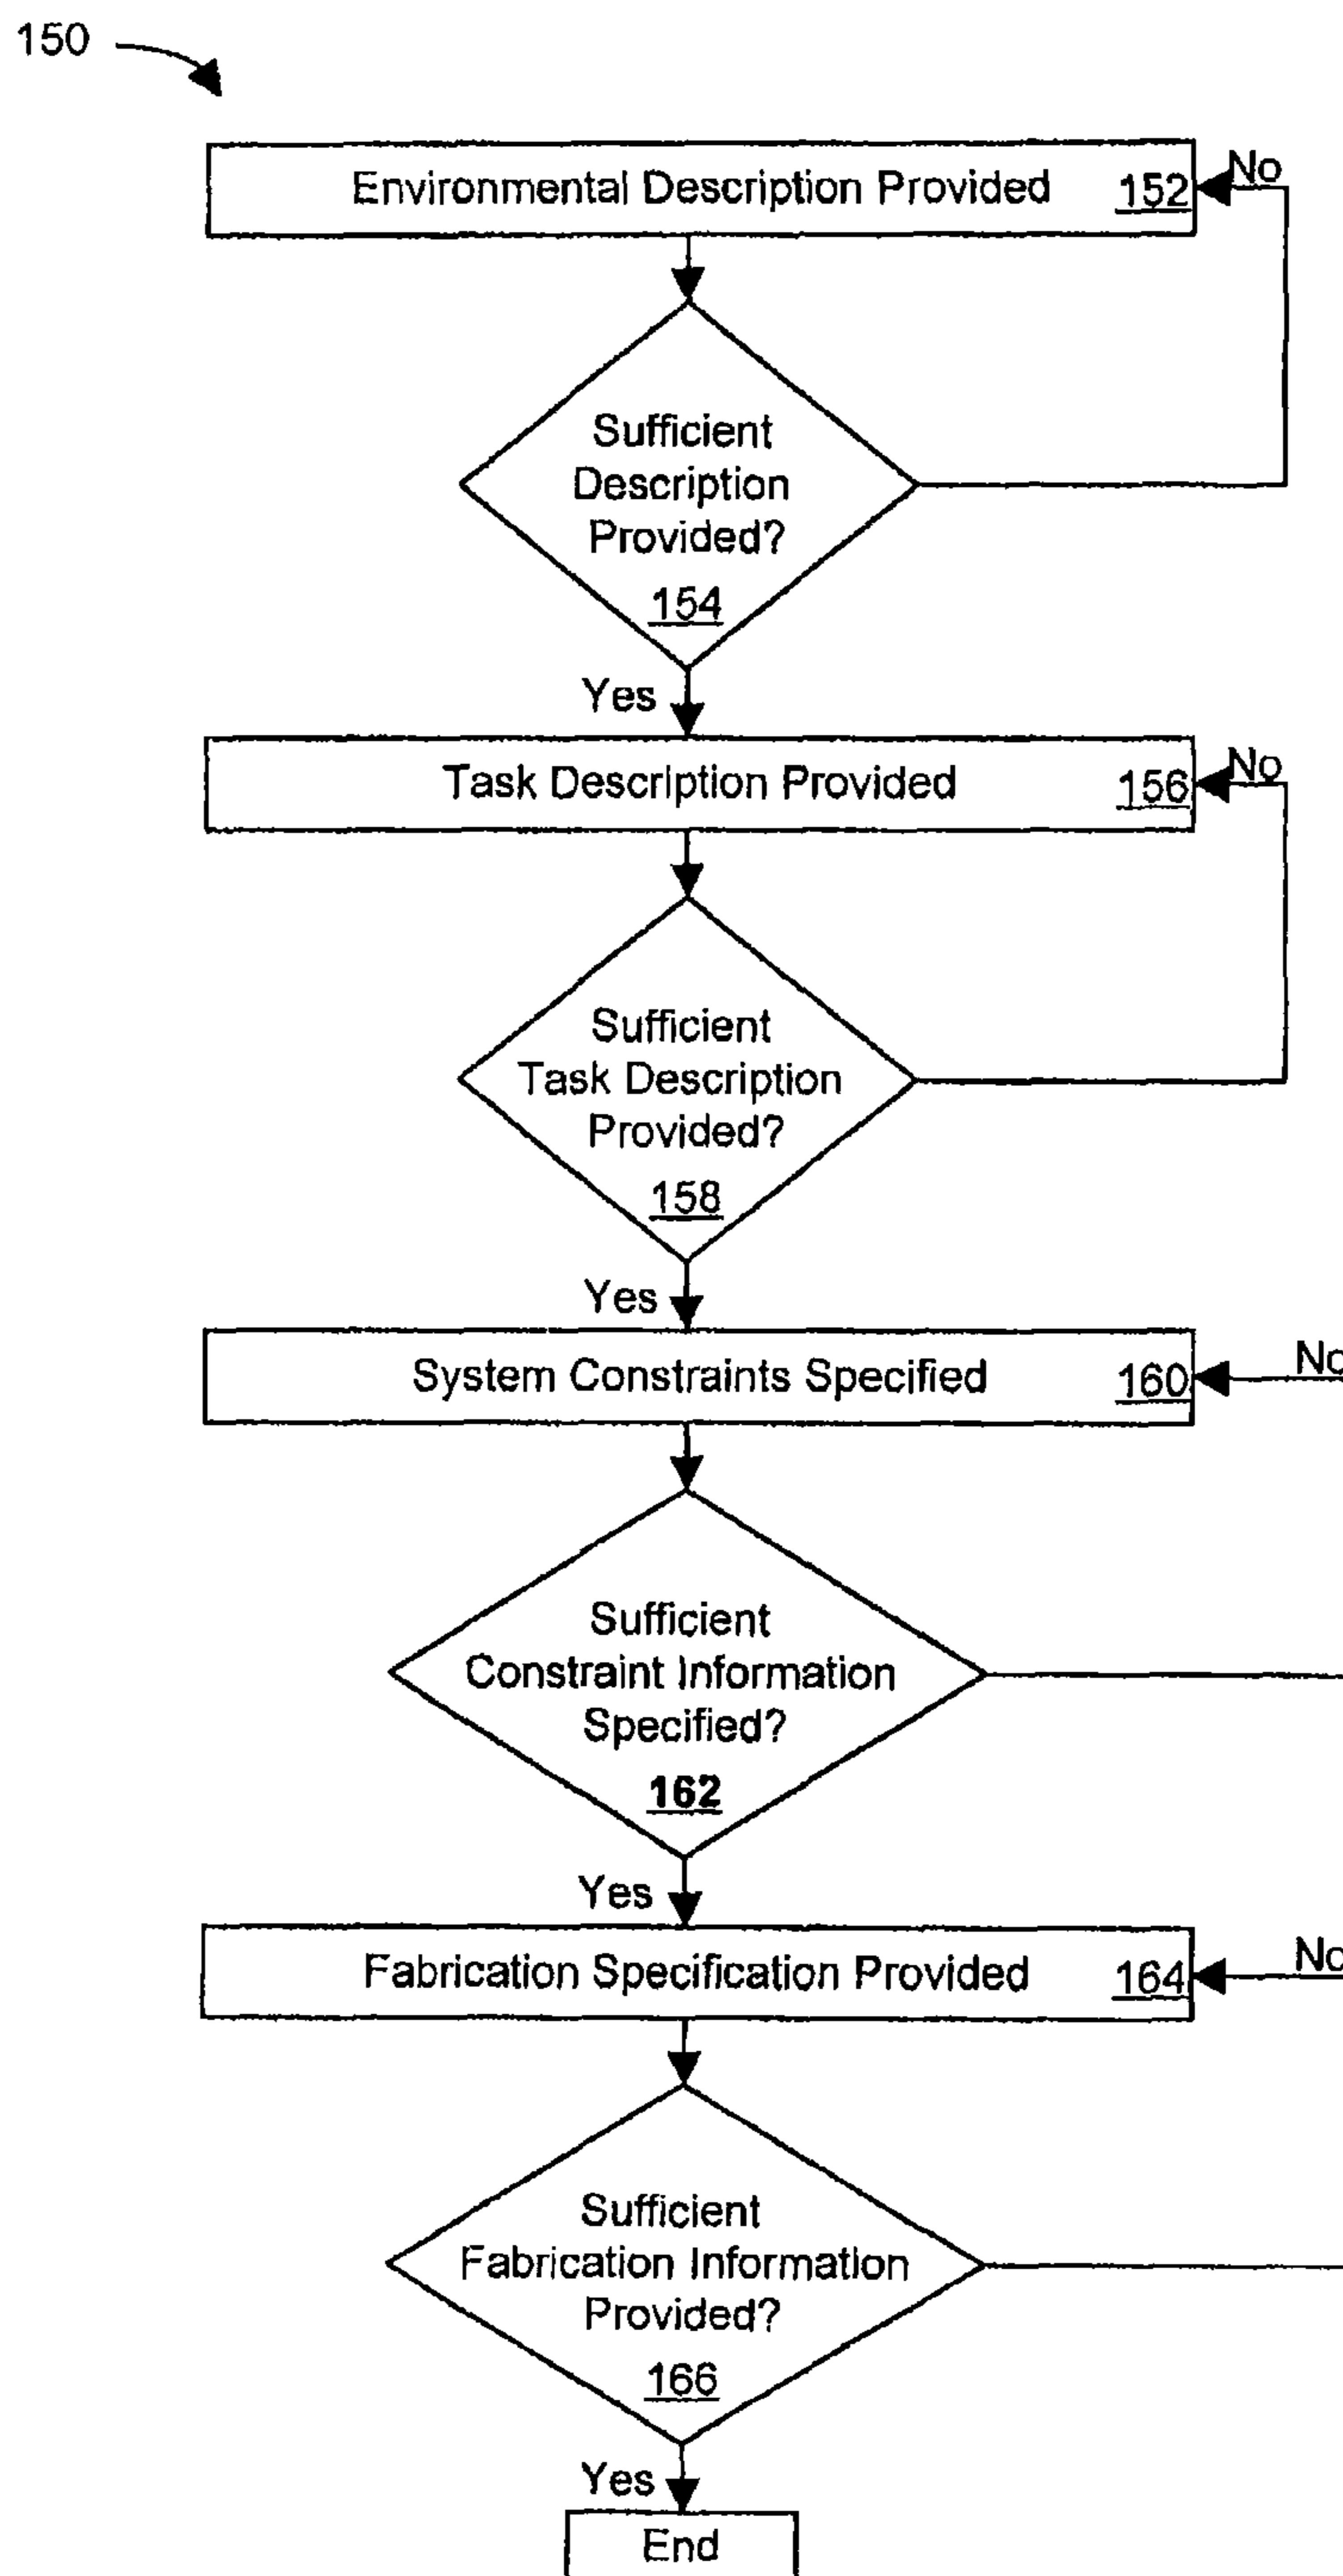 150
Environmental Description Provided 152
No
Sufficient
Description
Provided?
154
Yes
Task Description Provided 156
No
Sufficient
Task Description
Provided?
158
Yes
System Constraints Specified 160
No
Sufficient
Constraint Information
Specified?
162
Yes
Fabrication Specification Provided 164
No
Sufficient
Fabrication Information
Provided?
166
Yes
End